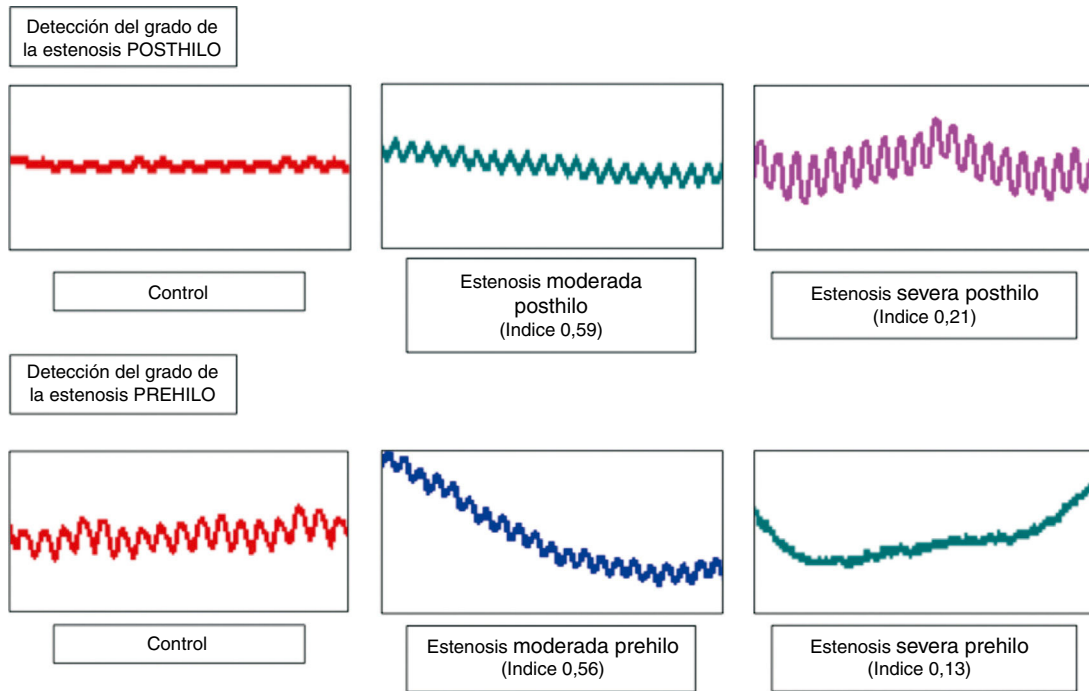 Detección del grado de
la estenosis POSTHILO
Control
Estenosis moderada
posthilo
(Indice 0,59)
Estenosis severa posthilo
(Indice 0,21)
Detección del grado de
la estenosis PREHILO
Control
Estenosis moderada prehilo
(Indice 0,56)
Estenosis severa prehilo
(Indice 0,13)